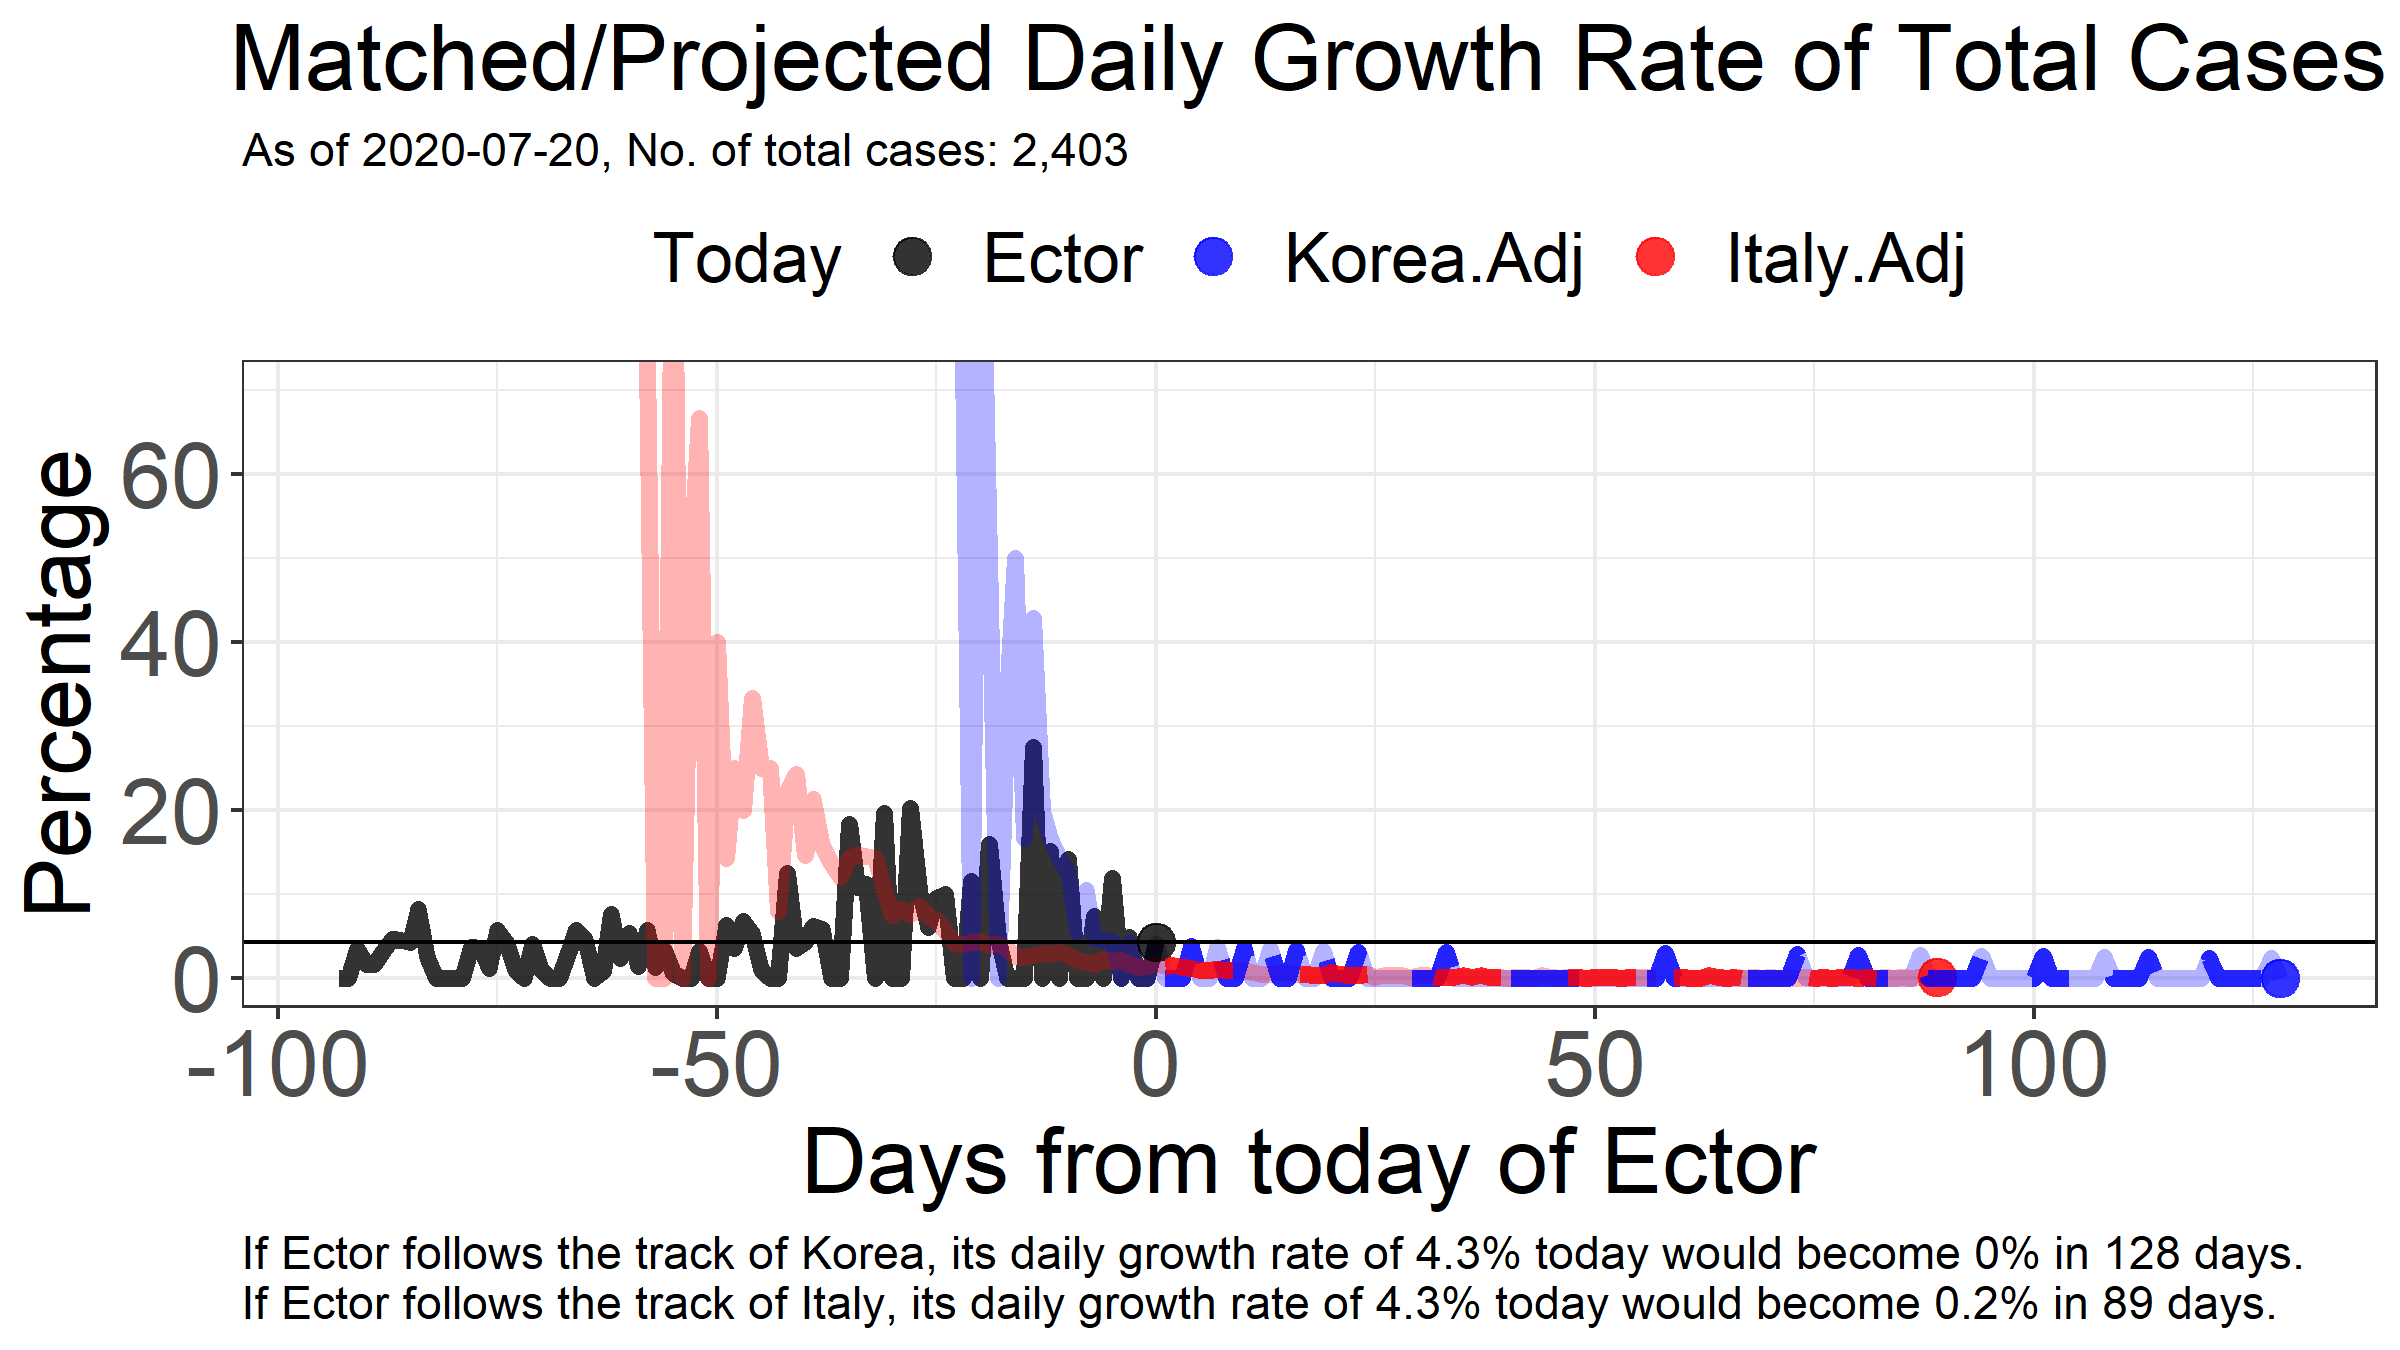 Matched/Projected Daily Growth Rate of Total Cases
As of 2020-07-20, No. of total cases: 2,403
Today Ector Korea.Adj Italy.Adj
Percentage
60
40
20
0
-100 -50 0 50 100
Days from today of Ector
If Ector follows the track of Korea, its daily growth rate of 4.3% today would become 0% in 128 days.
If Ector follows the track of Italy, its daily growth rate of 4.3% today would become 0.2% in 89 days.